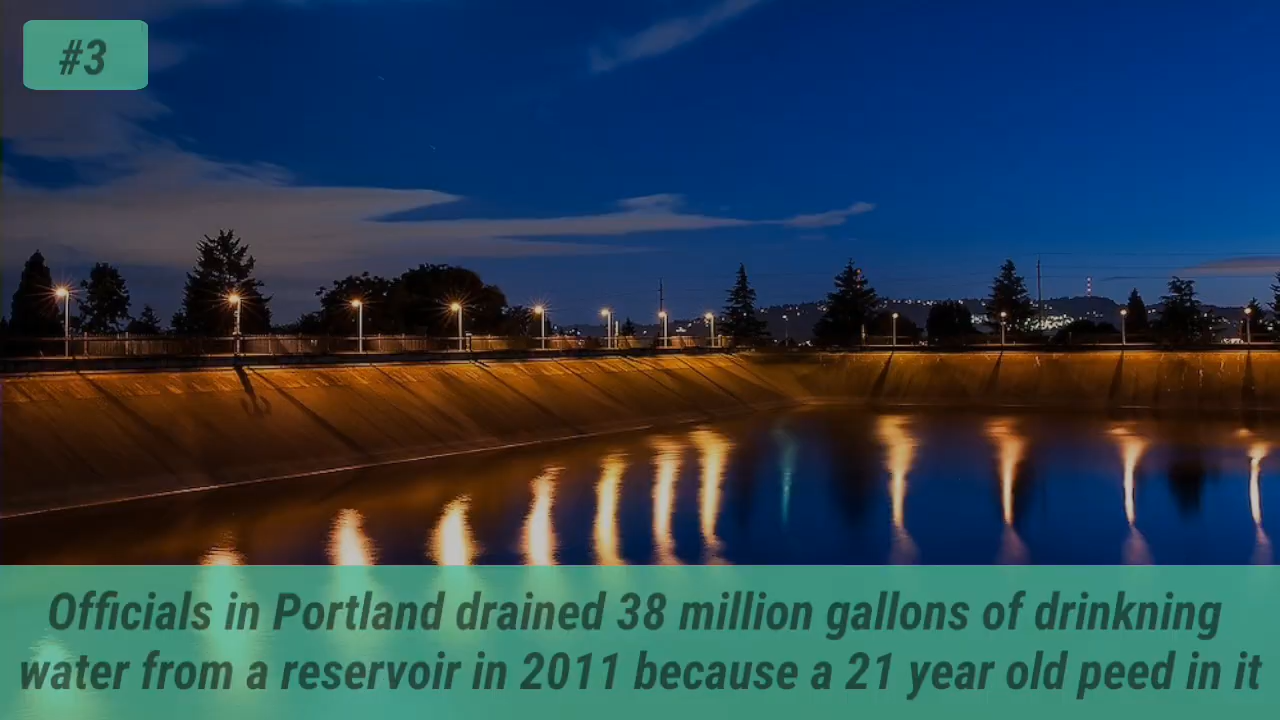 #3
Officials in Portland drained 38 million gallons of drinkning
water from a reservoir in 2011 because a 21 year old peed in it